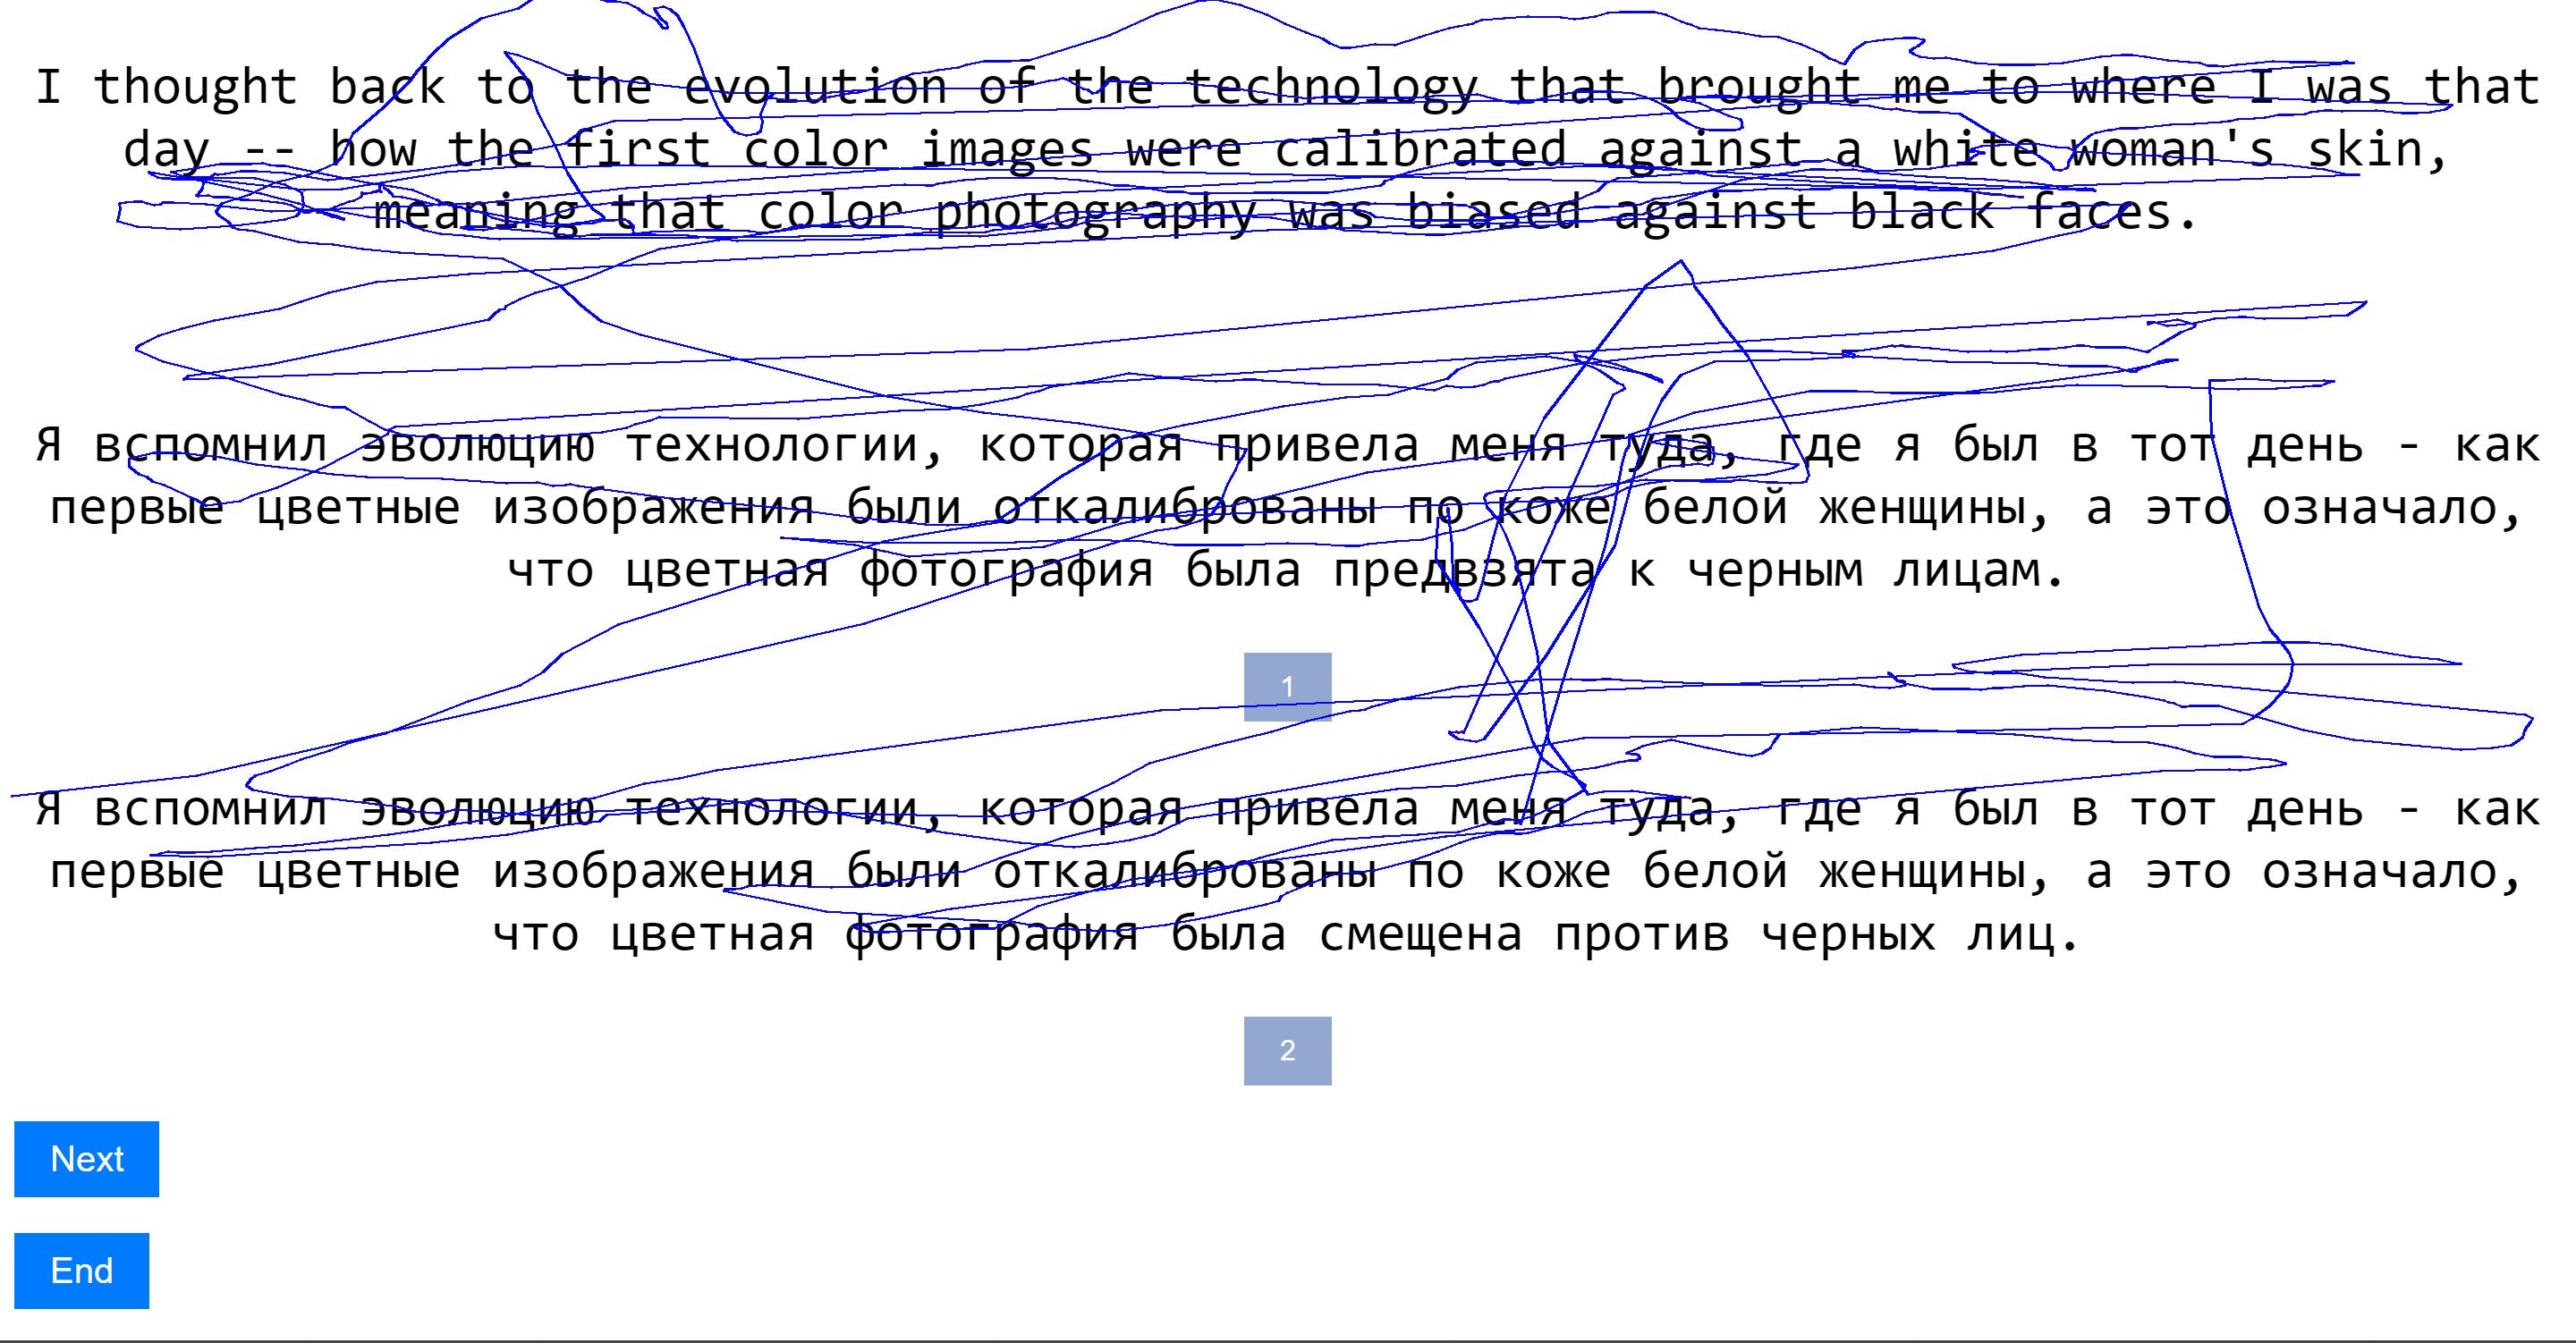 I thought back to the evolution of the technology that brought me to where I was that
day -- how the first color images were calibrated against a white woman's skin,
meaning that color photography was biased against black faces.
Я вспомнил эволюцию технологии, которая привела меня туда, где я был в тот день - как
первые цветные изображения были откалиброваны по коже белой женщины, а это означало,
что цветная фотография была предвзята к черным лицам.
1
Я вспомнил эволюцию технологии, которая привела меня туда, где я был в тот день - как
первые цветные изображения были откалиброваны по коже белой женщины, а это означало,
что цветная фотография была смещена против черных лиц.
2
Next
End